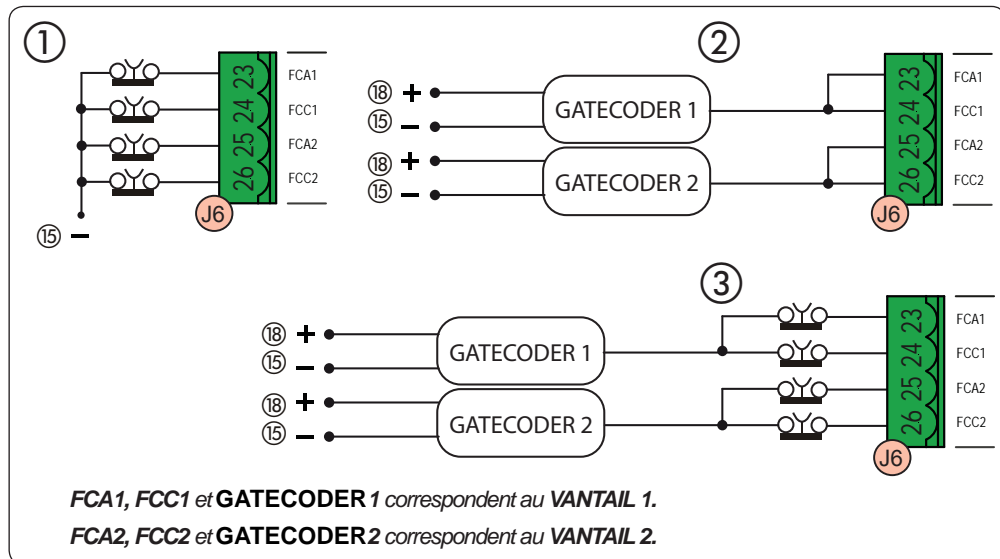 ①
23 FCA1
24 FCC1
25 FCA2
26 FCC2
J6
⑮ −
②
⑱ +
⑮ −
GATECODER 1
⑱ +
⑮ −
GATECODER 2
23 FCA1
24 FCC1
25 FCA2
26 FCC2
J6
③
⑱ +
⑮ −
GATECODER 1
⑱ +
⑮ −
GATECODER 2
23 FCA1
24 FCC1
25 FCA2
26 FCC2
J6
FCA1, FCC1 et GATECODER 1 correspondent au VANTAIL 1.
FCA2, FCC2 et GATECODER 2 correspondent au VANTAIL 2.